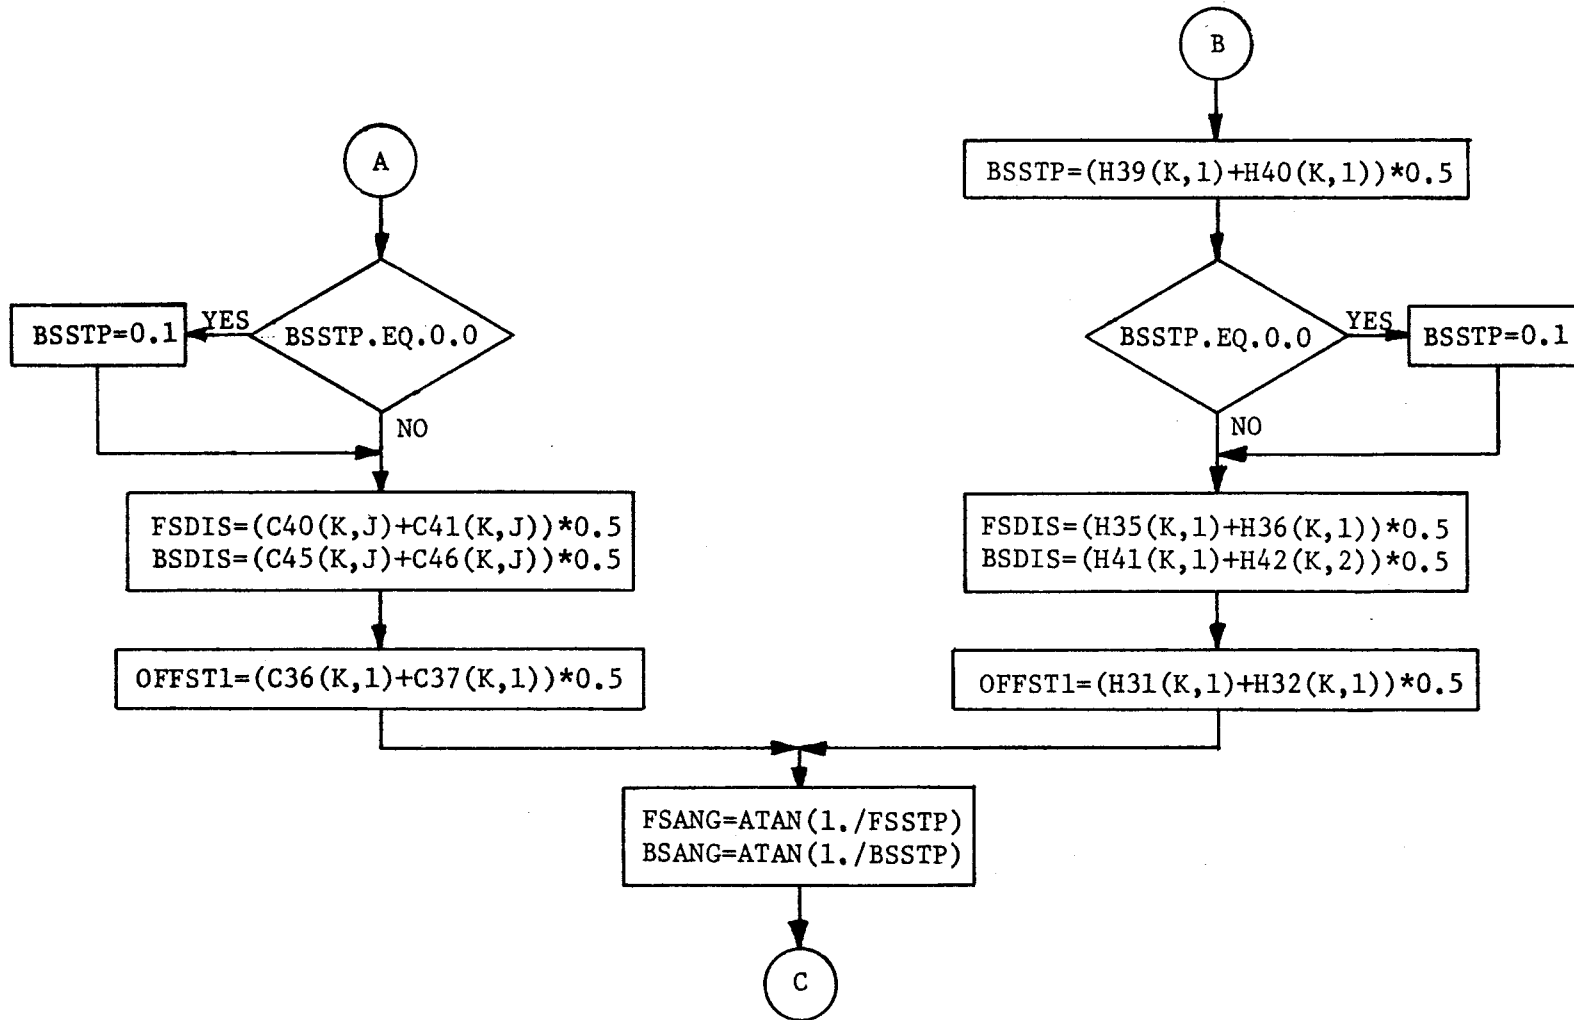 A
BSSTP.EQ.0.0
YES
BSSTP=0.1
NO
FSDIS=(C40(K,J)+C41(K,J))*0.5
BSDIS=(C45(K,J)+C46(K,J))*0.5
OFFST1=(C36(K,1)+C37(K,1))*0.5
B
BSSTP=(H39(K,1)+H40(K,1))*0.5
BSSTP.EQ.0.0
YES
BSSTP=0.1
NO
FSDIS=(H35(K,1)+H36(K,1))*0.5
BSDIS=(H41(K,1)+H42(K,2))*0.5
OFFST1=(H31(K,1)+H32(K,1))*0.5
FSANG=ATAN(1./FSSTP)
BSANG=ATAN(1./BSSTP)
C